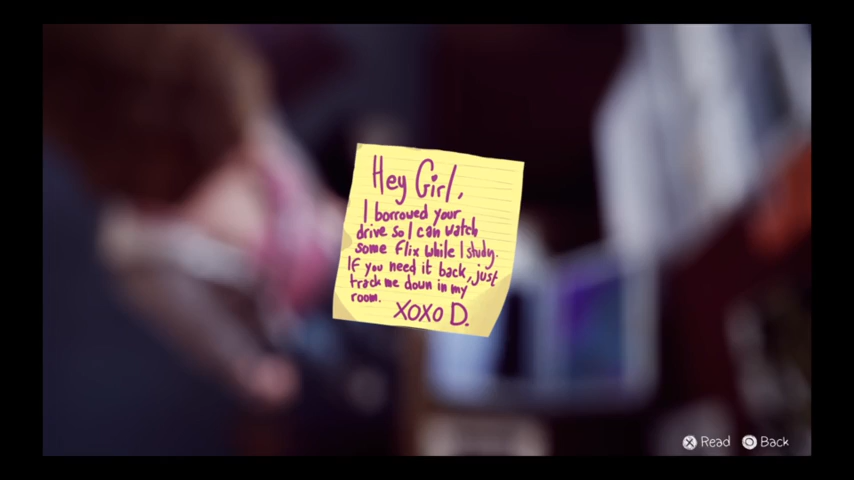 Hey Girl,
I borrowed your
drive so I can watch
some flix while I study.
If you need it back, just
track me down in my
room.
XOXO D.
Read Back